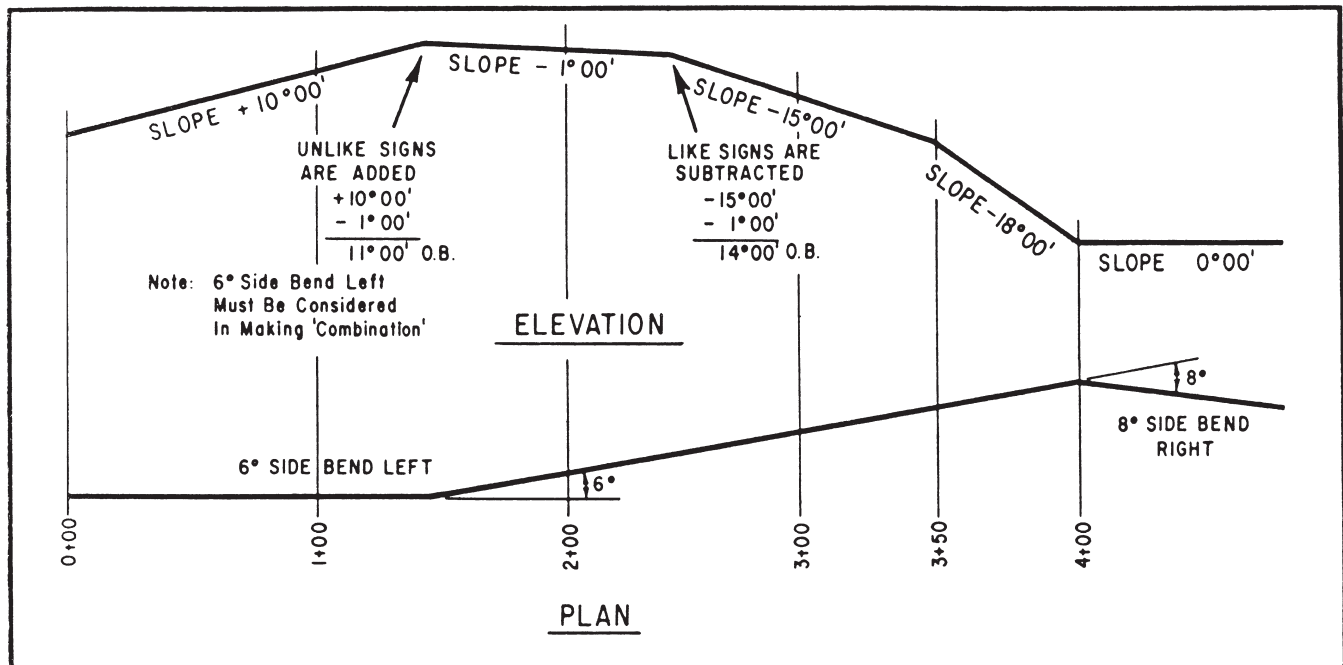 SLOPE + 10°00'
SLOPE - 1°00'
SLOPE -15°00'
SLOPE-18°00'
SLOPE 0°00'
UNLIKE SIGNS
ARE ADDED
+10°00'
- 1°00'
11°00' O.B.
LIKE SIGNS ARE
SUBTRACTED
-15°00'
- 1°00'
14°00' O.B.
Note: 6° Side Bend Left
Must Be Considered
In Making 'Combination'
ELEVATION
8°
8° SIDE BEND
RIGHT
6° SIDE BEND LEFT
6°
0+00
1+00
2+00
3+00
3+50
4+00
PLAN